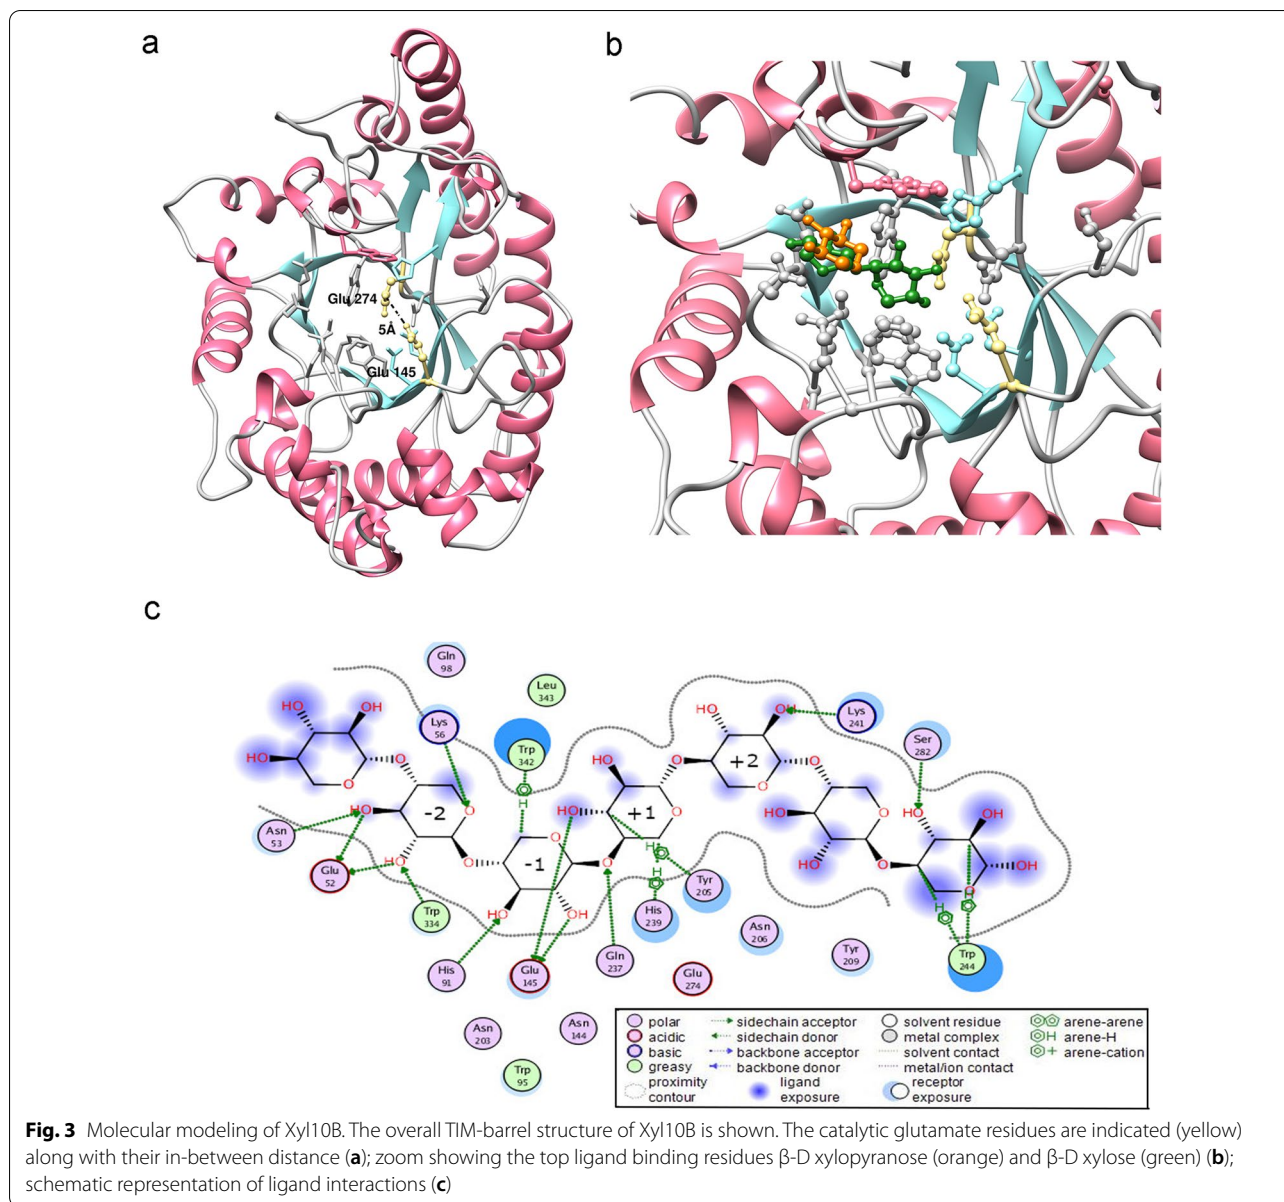 a
b
Glu 274
5Å
Glu 145
c
Gln
98
Leu
343
Lys
56
Trp
342
Lys
241
Ser
282
HO
OH
HO
HO
O
O
HO
-2
O
O
HO
Asn
53
Glu
52
Trp
334
His
91
H
O
-1
HO
OH
O
Glu
145
Gln
237
HO
HO
+1
O
O
H
H
Tyr
205
His
239
HO
OH
+2
O
O
HO
HO
O
O
HO
OH
OH
O
H
H
Asn
206
Tyr
209
Trp
244
Glu
274
Asn
203
Asn
144
Trp
95
polar sidechain acceptor solvent residue arene-arene
acidic sidechain donor metal complex H arene-H
basic backbone acceptor solvent contact + arene-cation
greasy backbone donor metal/ion contact
proximity contour ligand exposure receptor exposure
Fig. 3 Molecular modeling of Xyl10B. The overall TIM-barrel structure of Xyl10B is shown. The catalytic glutamate residues are indicated (yellow)
along with their in-between distance (a); zoom showing the top ligand binding residues β-D xylopyranose (orange) and β-D xylose (green) (b);
schematic representation of ligand interactions (c)